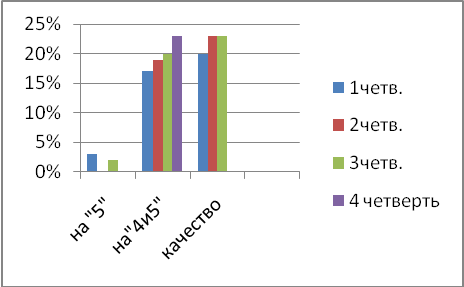 25%
20%
15%
10%
5%
0%
на "5"
на"4и5"
качество
1четв.
2четв.
3четв.
4 четверть